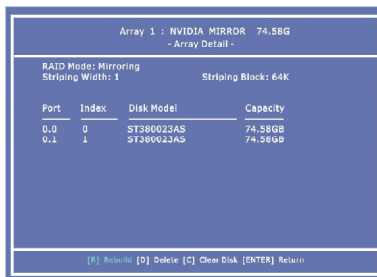 Array 1 : NVIDIA MIRROR 74.58G
- Array Detail -
RAID Mode: Mirroring
Striping Width: 1 Striping Block: 64K
Port Index Disk Model Capacity
0.0 0 ST380023AS 74.58GB
0.1 1 ST380023AS 74.58GB
[R] Rebuild [D] Delete [C] Clear Disk [ENTER] Return